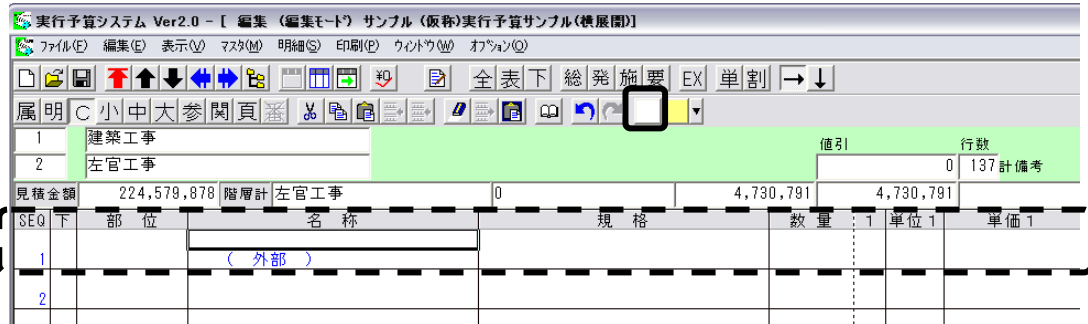 実行予算システム Ver2.0 - [ 編集 (編集ﾓｰﾄﾞ) サンプル (仮称)実行予算サンプル(横展開)]
ﾌｧｲﾙ(F) 編集(E) 表示(V) ﾏｽﾀ(M) 明細(S) 印刷(P) ｳｨﾝﾄﾞｳ(W) ｵﾌﾟｼｮﾝ(O)
全 表 下 総 発 施 要 EX 単 割 → ↓
属 明 C 小 中 大 参 関 頁
1 建築工事 値引 行数
2 左官工事 0 137 計備考
見積金額 224,579,878 階層計 左官工事 0 4,730,791 4,730,791
SEQ 下 部 位 名 称 規 格 数 量 1 単位 1 単価 1
1 ( 外部 )
2